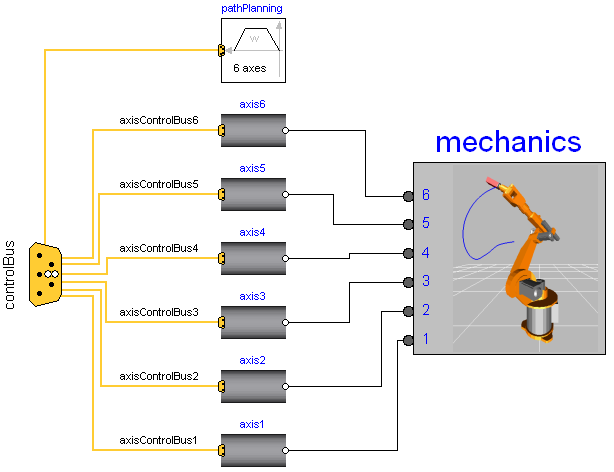 pathPlanning
w
6 axes
axis6
axisControlBus6
mechanics
axis5
axisControlBus5
6
5
axis4
axisControlBus4
4
controlBus
axis3
axisControlBus3
3
2
axis2
axisControlBus2
1
axis1
axisControlBus1